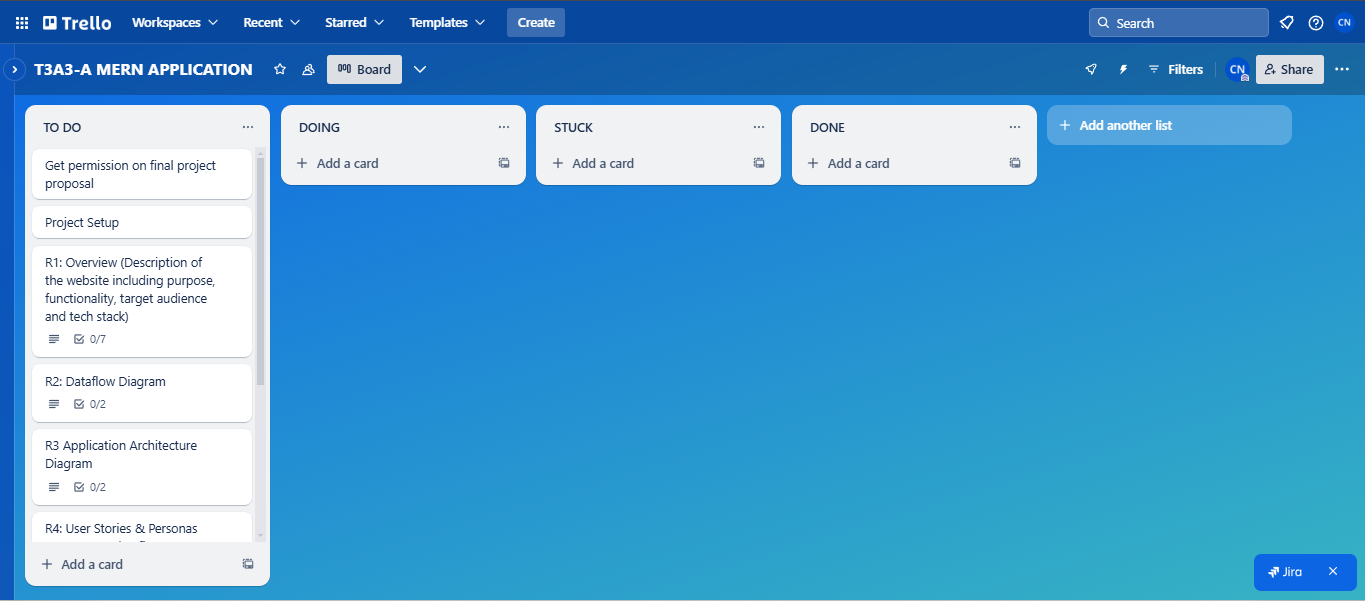 Trello Workspaces Recent Starred Templates Create Search CN
T3A3-A MERN APPLICATION Board Filters CN Share
TO DO
Get permission on final project
proposal
Project Setup
R1: Overview (Description of
the website including purpose,
functionality, target audience
and tech stack)
0/7
R2: Dataflow Diagram
0/2
R3 Application Architecture
Diagram
0/2
R4: User Stories & Personas
+ Add a card
DOING
+ Add a card
STUCK
+ Add a card
DONE
+ Add a card
+ Add another list
Jira